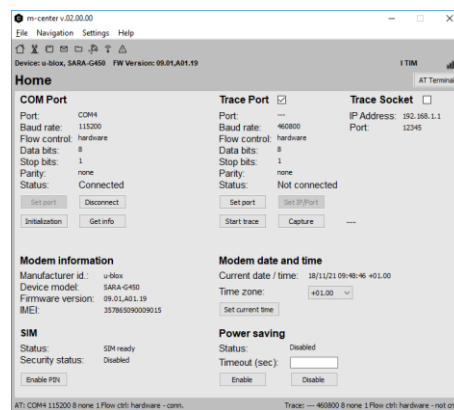 m-center v.02.00.00
File Navigation Settings Help
Device: u-blox, SARA-G450 FW Version: 09.01,A01.19 I TIM
Home AT Terminal
COM Port
Port: COM4
Baud rate: 115200
Flow control: hardware
Data bits: 8
Stop bits: 1
Parity: none
Status: Connected
Set port Disconnect
Initialization Get info
Trace Port
Port: ---
Baud rate: 460800
Flow control: hardware
Data bits: 8
Stop bits: 1
Parity: none
Status: Not connected
Set port Set IP/Port
Start trace Capture ---
Trace Socket
IP Address: 192.168.1.1
Port: 12345
Modem information
Manufacturer id.: u-blox
Device model: SARA-G450
Firmware version: 09.01,A01.19
IMEI: 357865090009015
Modem date and time
Current date / time: 18/11/21 09:48:46 +01.00
Time zone: +01.00
Set current time
SIM
Status: SIM ready
Security status: Disabled
Enable PIN
Power saving
Status: Disabled
Timeout (sec):
Enable Disable
AT: COM4 115200 8 none 1 Flow ctrl: hardware - conn. Trace: --- 460800 8 none 1 Flow ctrl: hardware - not